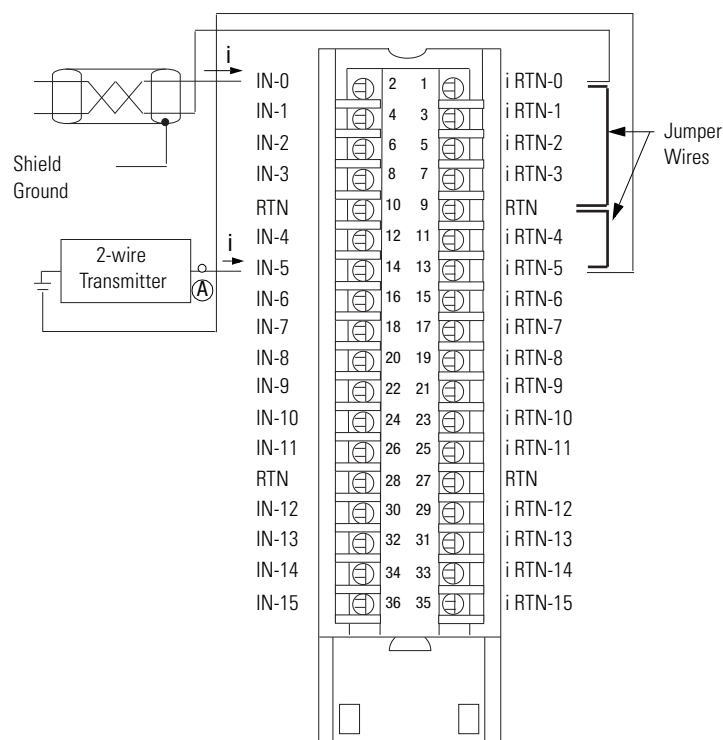 i
IN-0 2 1 i RTN-0
IN-1 4 3 i RTN-1
IN-2 6 5 i RTN-2
IN-3 8 7 i RTN-3
RTN 10 9 RTN
IN-4 12 11 i RTN-4
IN-5 14 13 i RTN-5
IN-6 16 15 i RTN-6
IN-7 18 17 i RTN-7
IN-8 20 19 i RTN-8
IN-9 22 21 i RTN-9
IN-10 24 23 i RTN-10
IN-11 26 25 i RTN-11
RTN 28 27 RTN
IN-12 30 29 i RTN-12
IN-13 32 31 i RTN-13
IN-14 34 33 i RTN-14
IN-15 36 35 i RTN-15
Shield
Ground
Jumper
Wires
2-wire
Transmitter
i
A